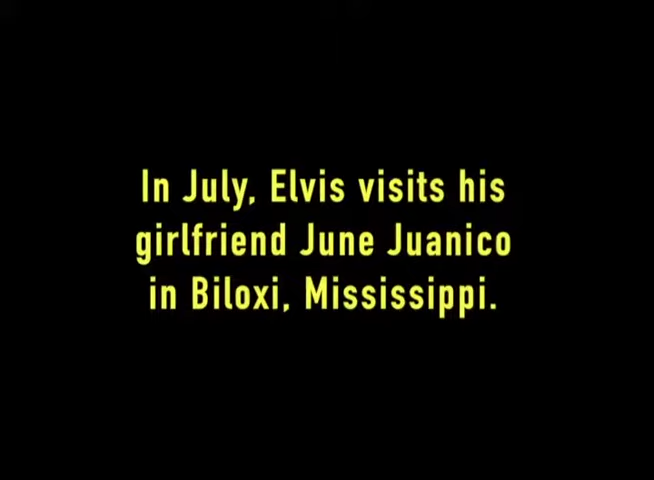 In July, Elvis visits his
girlfriend June Juanico
in Biloxi, Mississippi.